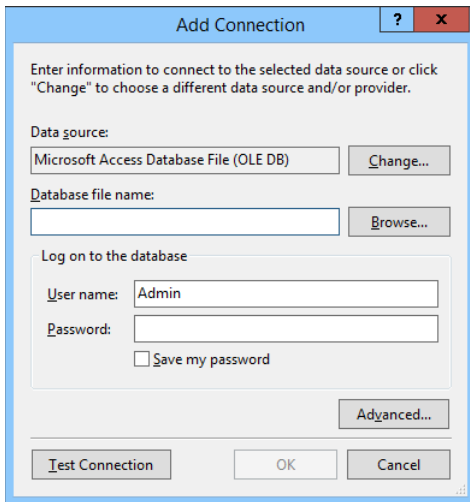 Add Connection
?
x
Enter information to connect to the selected data source or click
"Change" to choose a different data source and/or provider.
Data source:
Microsoft Access Database File (OLE DB)
Change...
Database file name:
Browse...
Log on to the database
User name:
Admin
Password:
Save my password
Advanced...
Test Connection
OK
Cancel